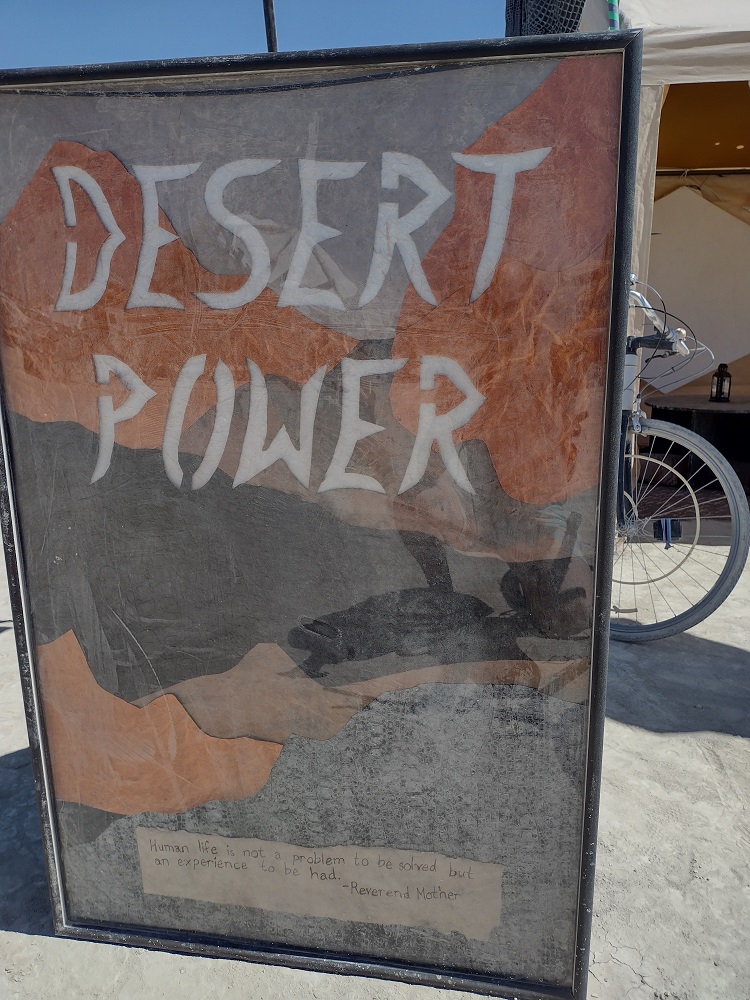 DESERT
POWER
Human life is not a problem to be solved but
an experience to be had.
-Reverend Mother